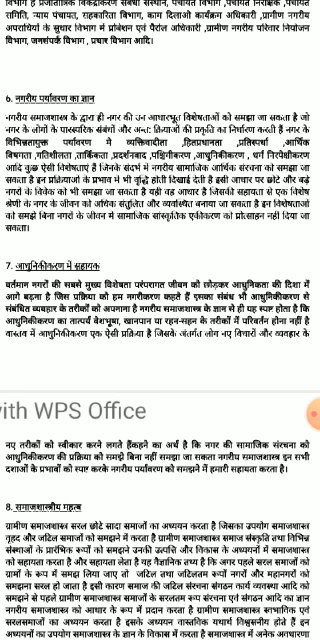 विभाग है प्रजातांत्रिक विकेंद्रीकरण संबंधी संस्थान, पंचायत विभाग ,पंचायत निरीक्षक ,पंचायत
समिति, न्याय पंचायत, सहकारिता विभाग, काम दिलाओ कार्यक्रम अधिकारी ,ग्रामीण नगरीय
अपराधियों के सुधार विभाग में प्रोबेशन एवं पैरोल अधिकारी ,ग्रामीण नगरीय परिवार नियोजन
विभाग, जनसंपर्क विभाग , प्रचार विभाग आदि।
6. नगरीय पर्यावरण का ज्ञान
नगरीय समाजशास्त्र के द्वारा ही नगर की उन आधारभूत विशेषताओं को समझा जा सकता है जो
नगर के लोगों के पारस्परिक संबंधों और अन्त: क्रियाओं की प्रकृति का निर्धारण करती हैं नगर के
विभिन्नतायुक्त पर्यावरण में व्यक्तिवादीता ,हितप्रधानता ,प्रतिस्पर्धा ,आर्थिक
विषमता ,गतिशीलता ,तार्किकता ,प्रदर्शनवाद ,पश्चिमीकरण ,आधुनिकीकरण , धर्म निरपेक्षीकरण
आदि कुछ ऐसी विशेषताएं हैं जिनके संदर्भ में नगरीय सामाजिक आर्थिक संरचना को समझा जा
सकता है इन प्रक्रियाओं के प्रभाव में भी वृद्धि होती दिखाई देती है इसी आधार पर छोटे और बड़े
नगरों के विवेक को भी समझा जा सकता है यही वह आधार है जिसकी सहायता से एक विशेष
श्रेणी के नगर के जीवन को अधिक संतुलित और व्यवस्थित बनाया जा सकता है इन विशेषताओं
को समझे बिना नगरों के जीवन में सामाजिक सांस्कृतिक एकीकरण को प्रोत्साहन नहीं दिया जा
सकता।
7. आधुनिकीकरण में सहायक
वर्तमान नगरों की सबसे मुख्य विशेषता परंपरागत जीवन को छोड़कर आधुनिकता की दिशा में
आगे बढ़ना है जिस प्रक्रिया को हम नगरीकरण कहते हैं इसका संबंध भी आधुनिकीकरण से
संबंधित व्यवहार के तरीकों को अपनाना है नगरीय समाजशास्त्र के ज्ञान से ही यह स्पष्ट होता है कि
आधुनिकीकरण का तात्पर्य वेशभूषा, खानपान या रहन-सहन के तरीकों में परिवर्तन होना नहीं है
वास्तव में आधुनिकीकरण एक ऐसी प्रक्रिया है जिसके अंतर्गत लोग नए विचारों और व्यवहार के
with WPS Office
नए तरीकों को स्वीकार करने लगते हैंकहने का अर्थ है कि नगर की सामाजिक संरचना को
आधुनिकीकरण की प्रक्रिया को समझे बिना नहीं समझा जा सकता नगरीय समाजशास्त्र इन सभी
दशाओं के प्रभावों को स्पष्ट करके नगरीय पर्यावरण को समझने में हमारी सहायता करता है।
8. समाजशास्त्रीय महत्व
ग्रामीण समाजशास्त्र सरल छोटे सादा समाजों का अध्ययन करता है जिसका उपयोग समाजशास्त्र
वृहद और जटिल समाजों को समझने में करता है ग्रामीण समाजशास्त्र समाज संस्कृति तथा विभिन्न
संस्थाओं के प्रारंभिक रूपों को समझने उनकी उत्पत्ति और विकास के अध्ययनों में समाजशास्त्र
को सहायता करता है और सहायता लेता है यह वैज्ञानिक तथ्य है कि अगर पहले सरल समाजों को
ग्रामों के रूप में समझ लिया जाए तो जटिल तथा जटिलतम रूपों नगरों और महानगरों को
समझना सरल हो जाता है इसी कारण समाज की जटिल संरचना संगठन कार्य व्यवस्था आदि को
समझने से पहले ग्रामीण समाजशास्त्र समाजों के सरलतम रूप संरचना एवं संगठन आदि का ज्ञान
नगरीय समाजशास्त्र को आधार के रूप में प्रदान करता है ग्रामीण समाजशास्त्र स्वाभाविक एवं
सरलसमाजों का अध्ययन करता है इसके अध्ययन वास्तविक यथार्थ विश्वसनीय होते हैं इन
अध्ययनों का उपयोग समाजशास्त्र के ज्ञान के विकास में करता है समाजशास्त्र में अनेक अवधारणा